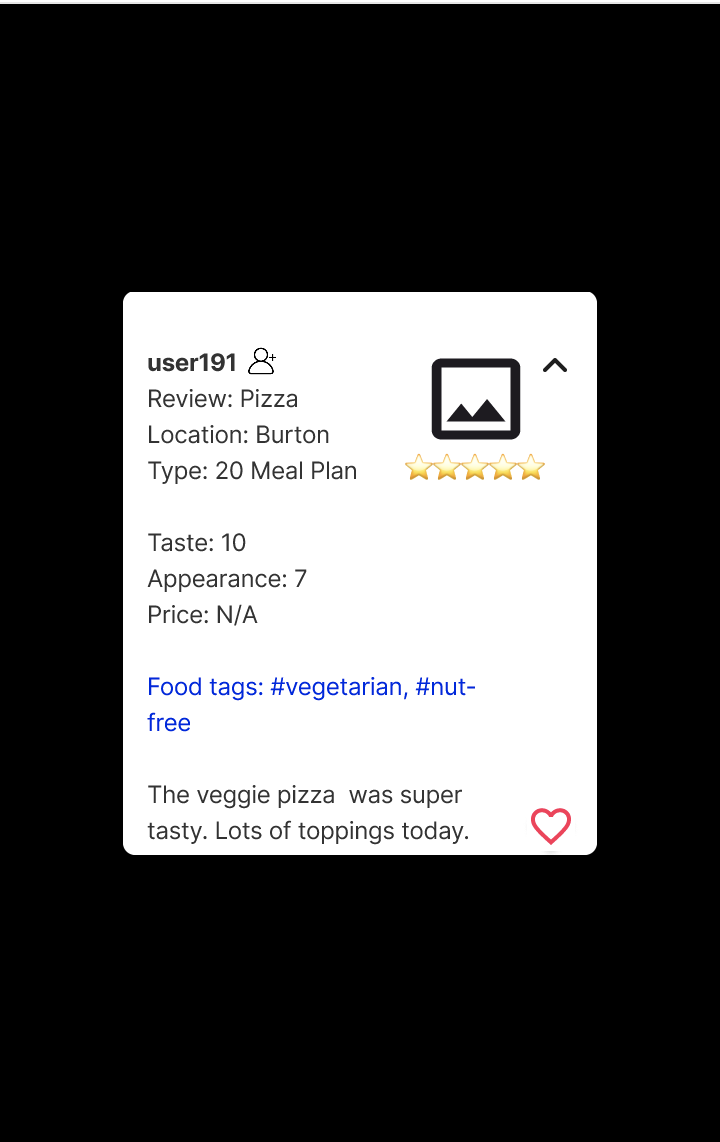 user191
Review: Pizza
Location: Burton
Type: 20 Meal Plan
Taste: 10
Appearance: 7
Price: N/A
Food tags: #vegetarian, #nut-
free
The veggie pizza  was super
tasty. Lots of toppings today.